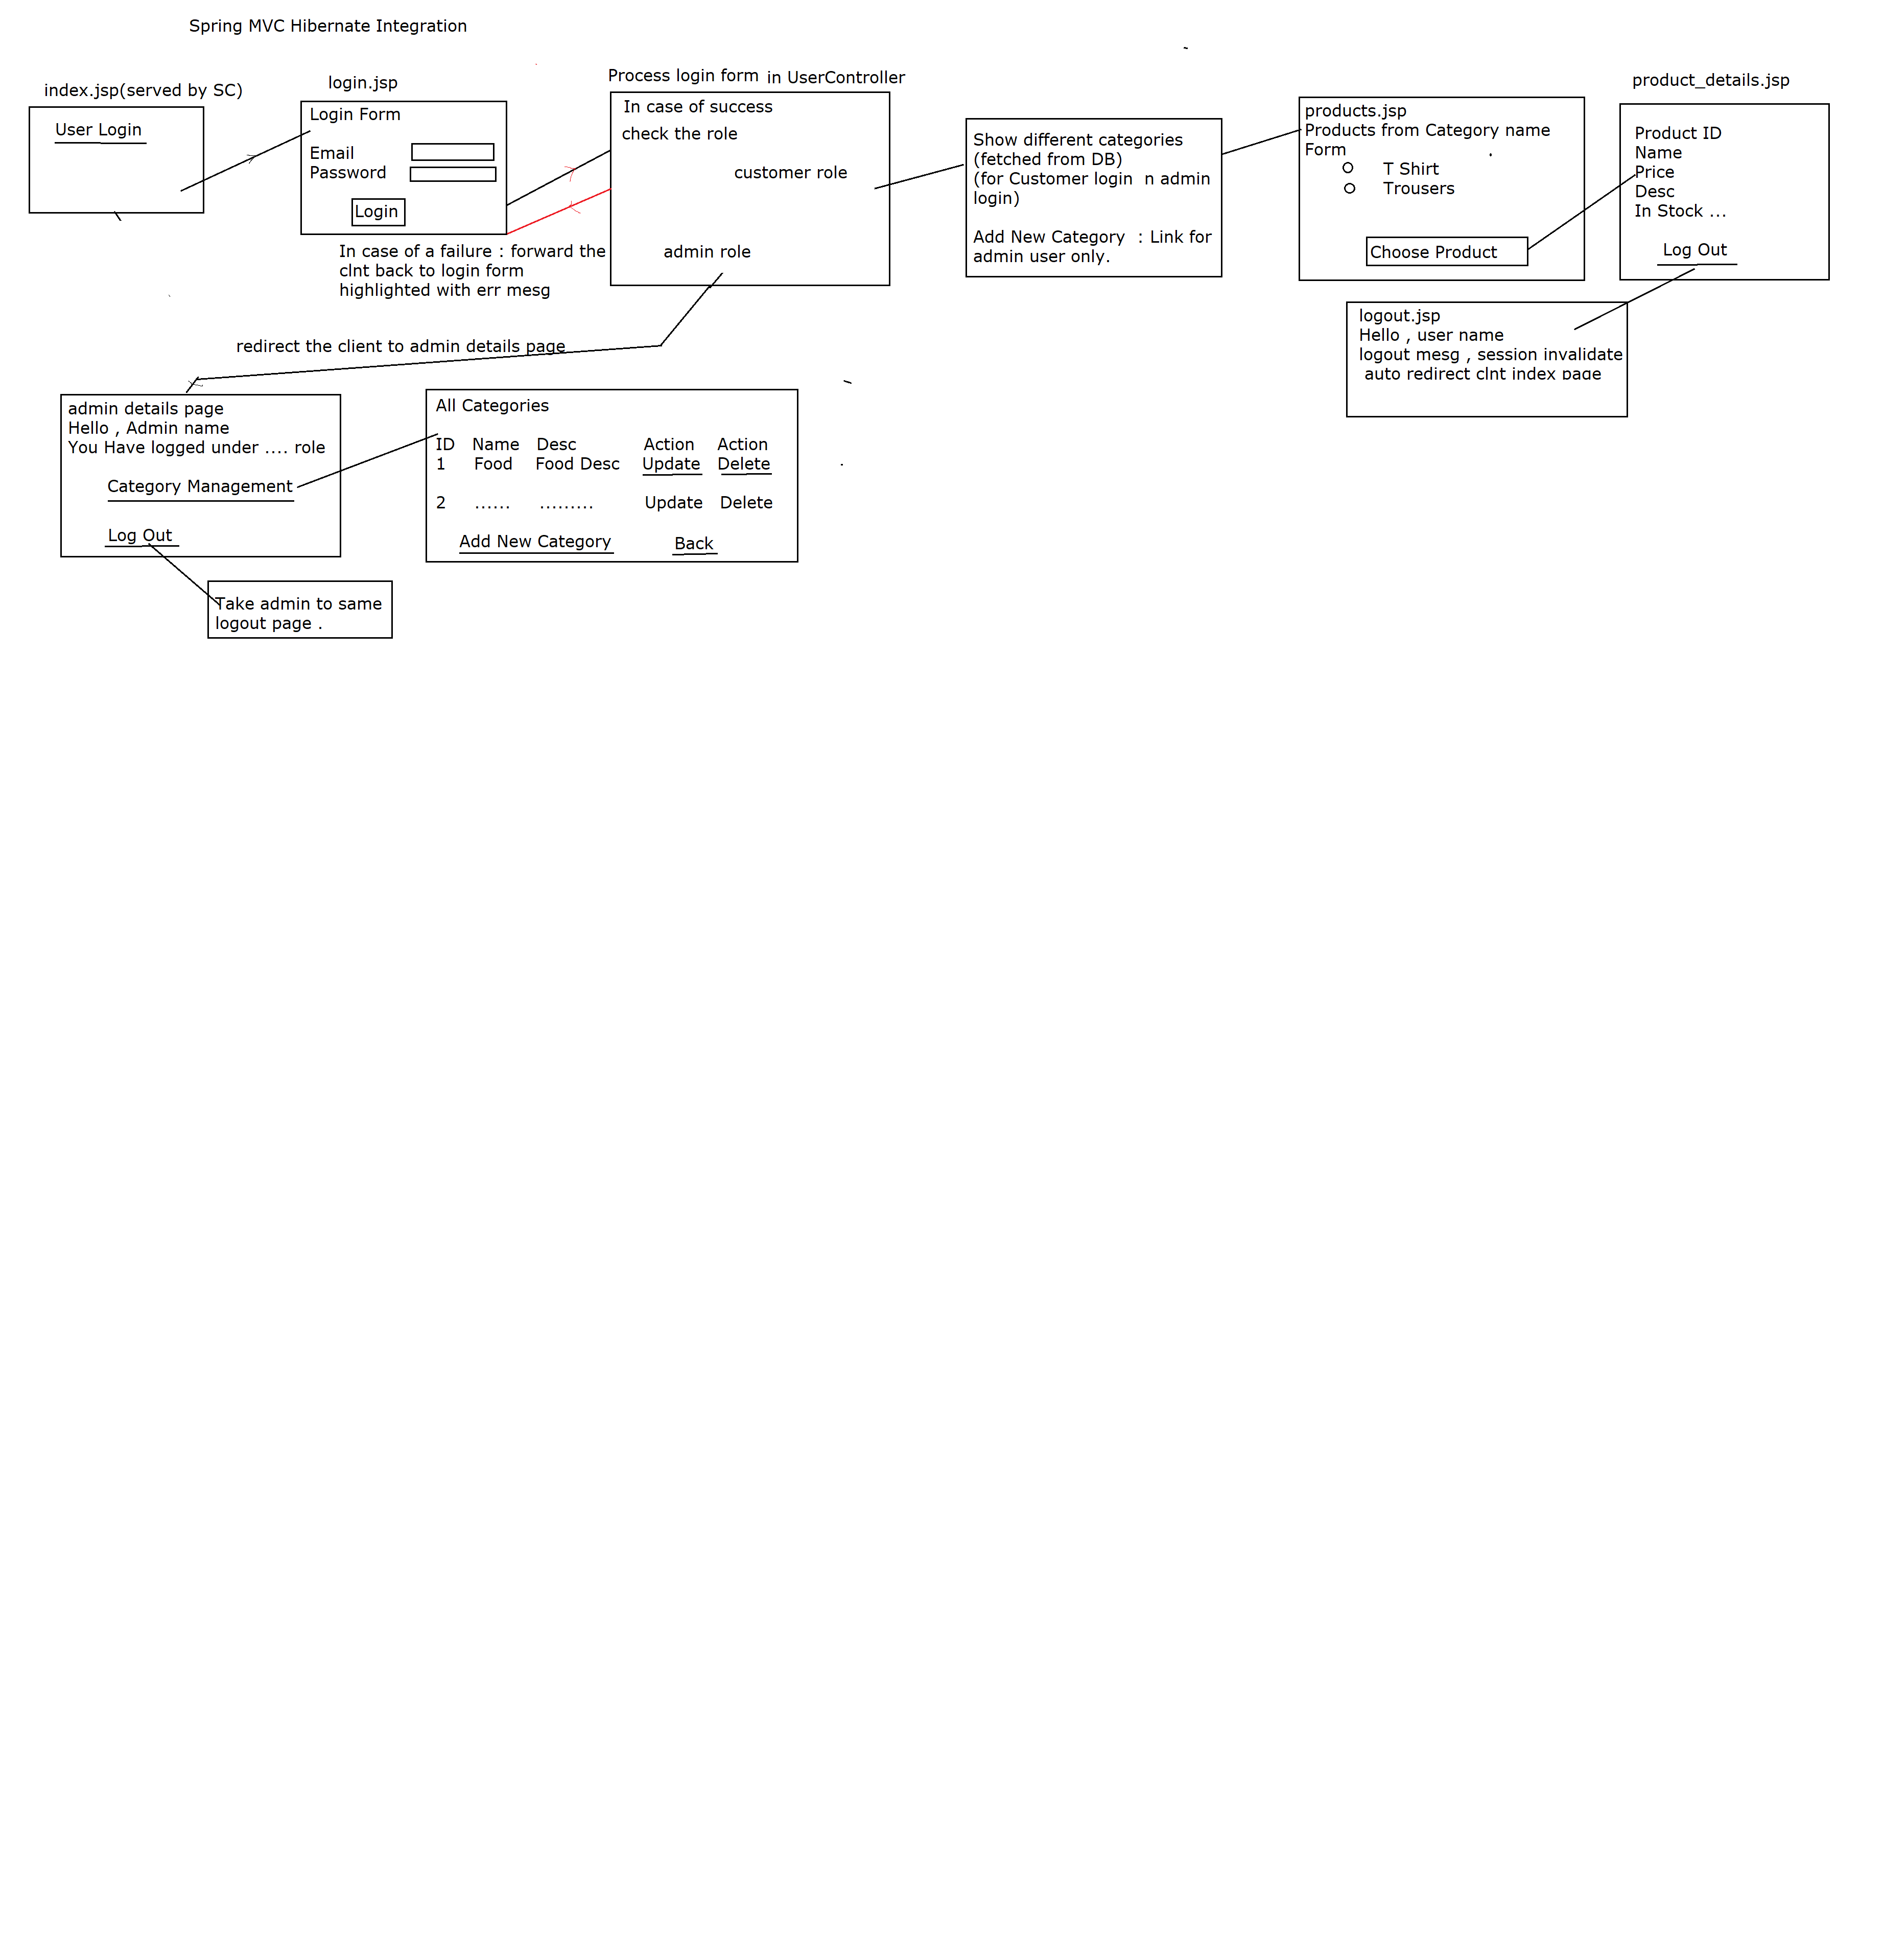 Spring MVC Hibernate Integration
index.jsp(served by SC)
User Login
login.jsp
Login Form
Email
Password
Login
In case of a failure : forward the
clnt back to login form
highlighted with err mesg
Process login form in UserController
In case of success
check the role
customer role
admin role
Show different categories
(fetched from DB)
(for Customer login n admin
login)
Add New Category : Link for
admin user only.
products.jsp
Products from Category name
Form
T Shirt
Trousers
Choose Product
product_details.jsp
Product ID
Name
Price
Desc
In Stock ...
Log Out
logout.jsp
Hello , user name
logout mesg , session invalidate
auto redirect clnt index page
redirect the client to admin details page
admin details page
Hello , Admin name
You Have logged under .... role
Category Management
Log Out
Take admin to same
logout page .
All Categories
ID Name Desc Action Action
1 Food Food Desc Update Delete
2 ...... ......... Update Delete
Add New Category Back